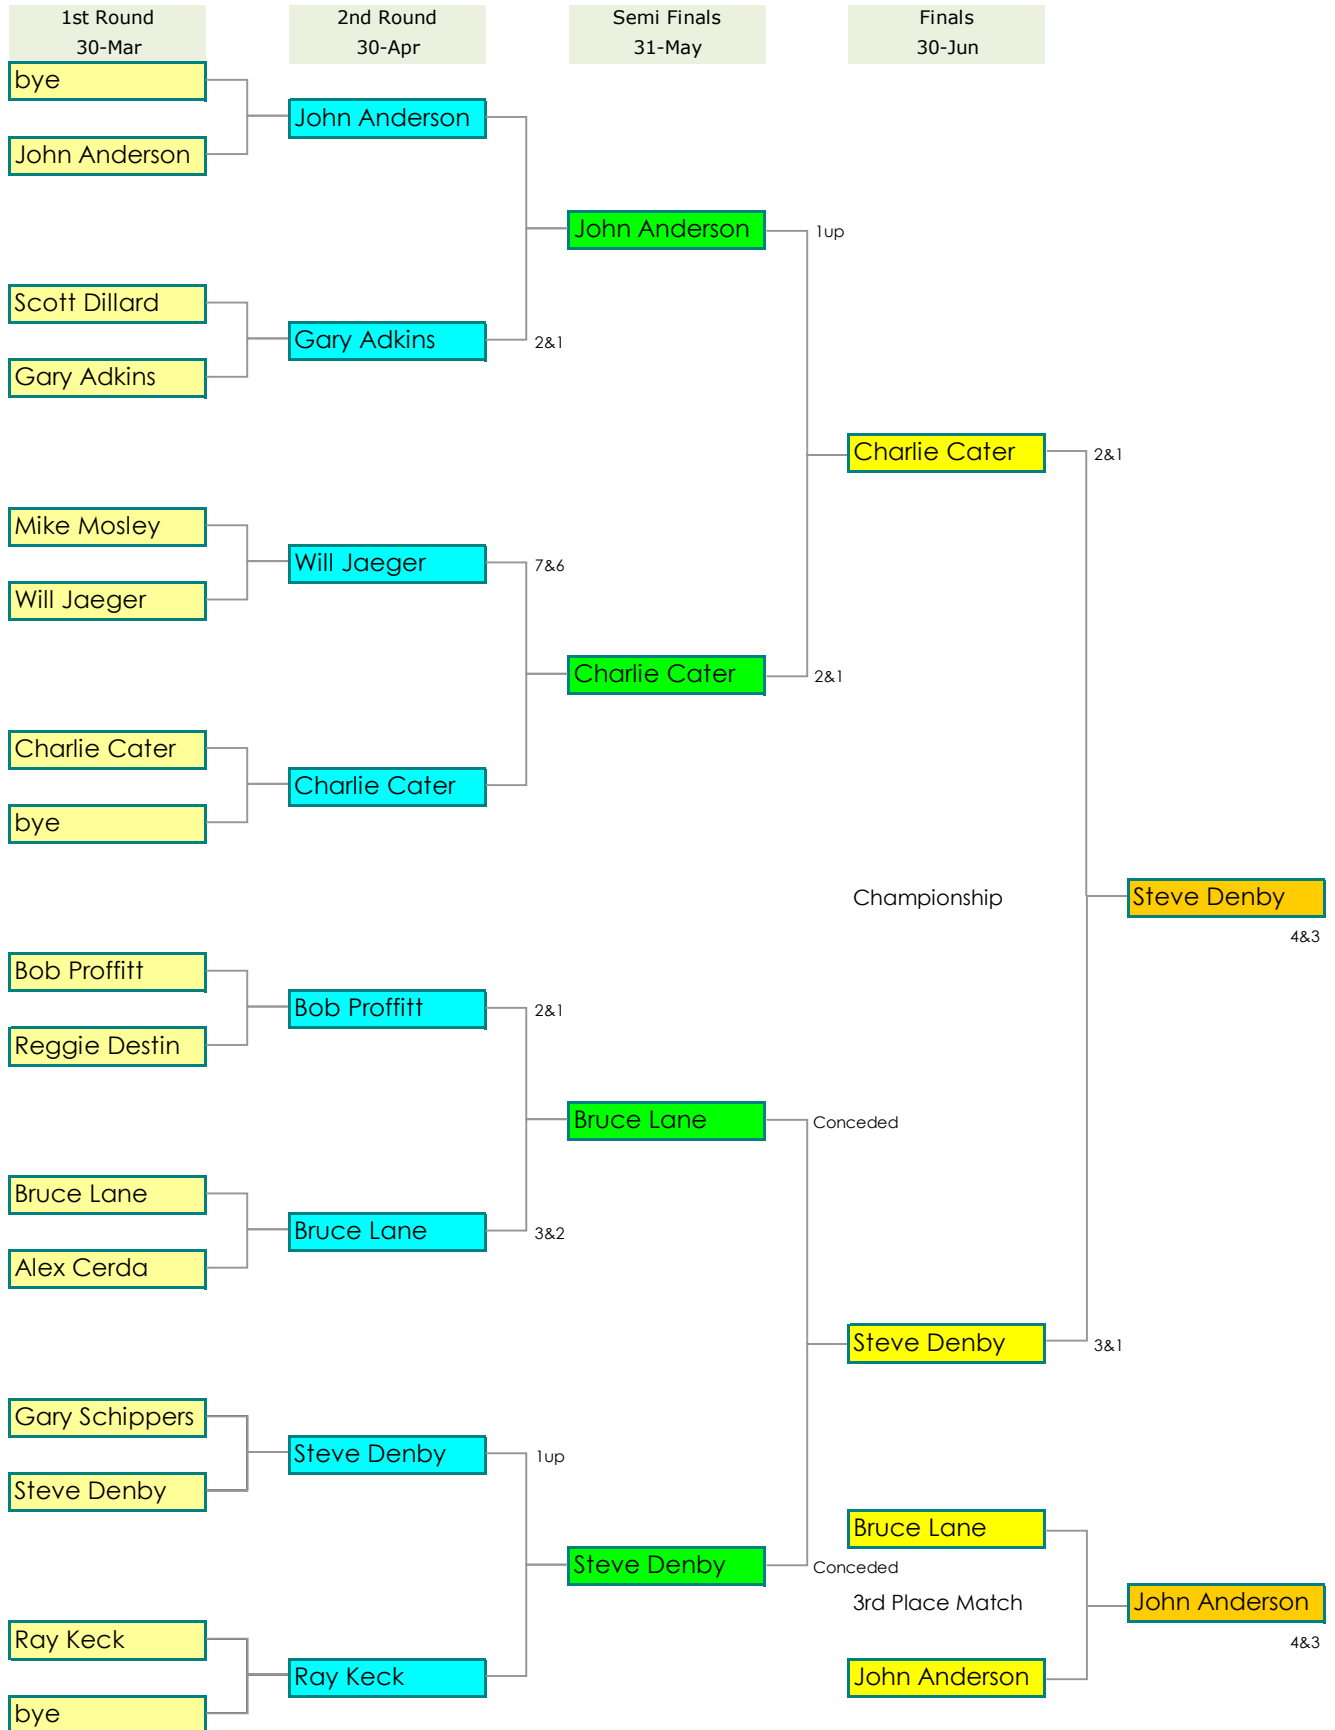 1st Round
30-Mar
2nd Round
30-Apr
Semi Finals
31-May
Finals
30-Jun
bye
John Anderson
John Anderson
John Anderson
1up
Scott Dillard
Gary Adkins
2&1
Gary Adkins
Charlie Cater
2&1
Mike Mosley
Will Jaeger
7&6
Will Jaeger
Charlie Cater
2&1
Charlie Cater
Charlie Cater
bye
Championship
Steve Denby
4&3
Bob Proffitt
Bob Proffitt
2&1
Reggie Destin
Bruce Lane
Conceded
Bruce Lane
Bruce Lane
3&2
Alex Cerda
Steve Denby
3&1
Gary Schippers
Steve Denby
1up
Steve Denby
Bruce Lane
Steve Denby
Conceded
3rd Place Match
John Anderson
4&3
Ray Keck
Ray Keck
John Anderson
bye